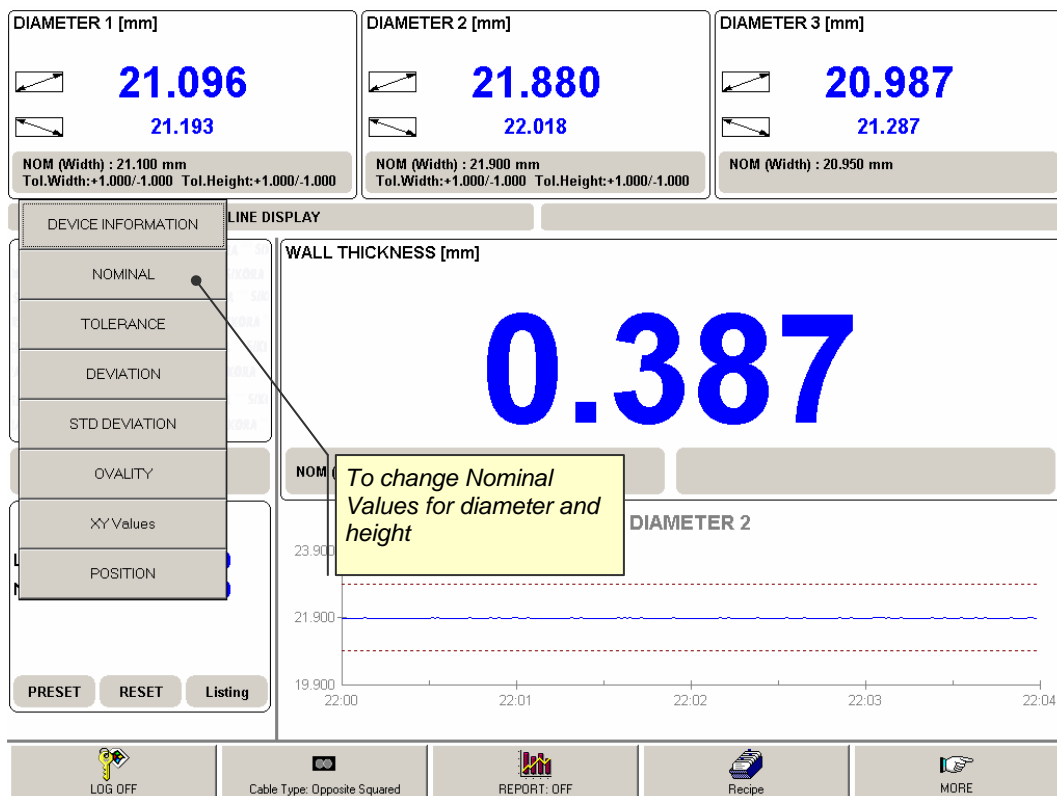 DIAMETER 1 [mm]
21.096
21.193
NOM (Width) : 21.100 mm
Tol.Width:+1.000/-1.000 Tol.Height:+1.000/-1.000
DIAMETER 2 [mm]
21.880
22.018
NOM (Width) : 21.900 mm
Tol.Width:+1.000/-1.000 Tol.Height:+1.000/-1.000
DIAMETER 3 [mm]
20.987
21.287
NOM (Width) : 20.950 mm
LINE DISPLAY
DEVICE INFORMATION
NOMINAL
TOLERANCE
DEVIATION
STD DEVIATION
OVALITY
XY Values
POSITION
WALL THICKNESS [mm]
0.387
NOM
To change Nominal
Values for diameter and
height
DIAMETER 2
23.900
21.900
19.900
22:00
22:01
22:02
22:03
22:04
PRESET
RESET
Listing
LOG OFF
Cable Type: Opposite Squared
REPORT: OFF
Recipe
MORE